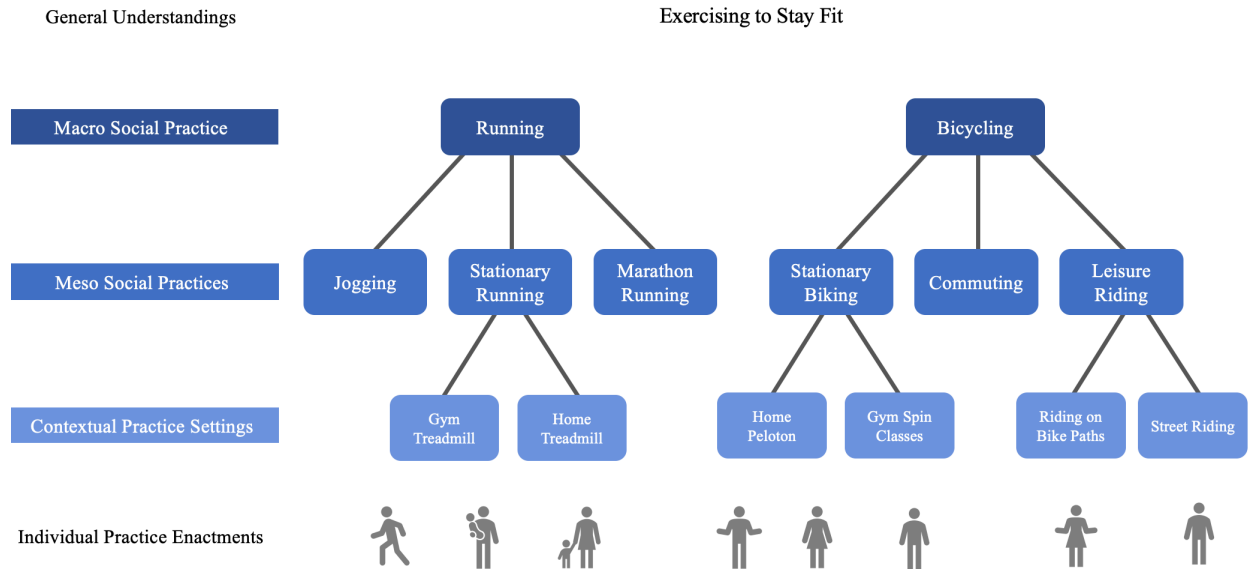 General Understandings
Exercising to Stay Fit
Macro Social Practice
Running
Bicycling
Meso Social Practices
Jogging
Stationary
Running
Marathon
Running
Stationary
Biking
Commuting
Leisure
Riding
Contextual Practice Settings
Gym
Treadmill
Home
Treadmill
Home
Peloton
Gym Spin
Classes
Riding on
Bike Paths
Street Riding
Individual Practice Enactments